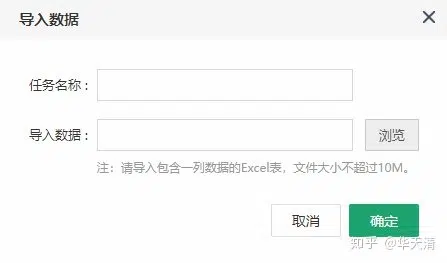 导入数据
任务名称：
导入数据： 浏览
注：请导入包含一列数据的Excel表，文件大小不超过10M。
取消 确定
知乎 @华天清